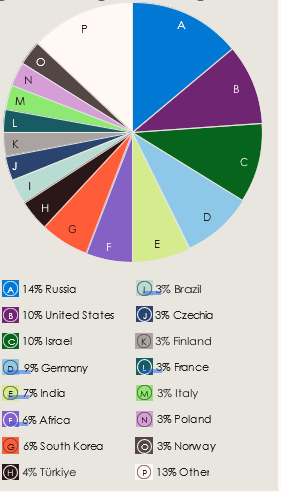 A
B
C
D
E
F
G
H
I
J
K
L
M
N
O
P
A 14% Russia
B 10% United States
C 10% Israel
D 9% Germany
E 7% India
F 6% Africa
G 6% South Korea
H 4% Türkiye
I 3% Brazil
J 3% Czechia
K 3% Finland
L 3% France
M 3% Italy
N 3% Poland
O 3% Norway
P 13% Other